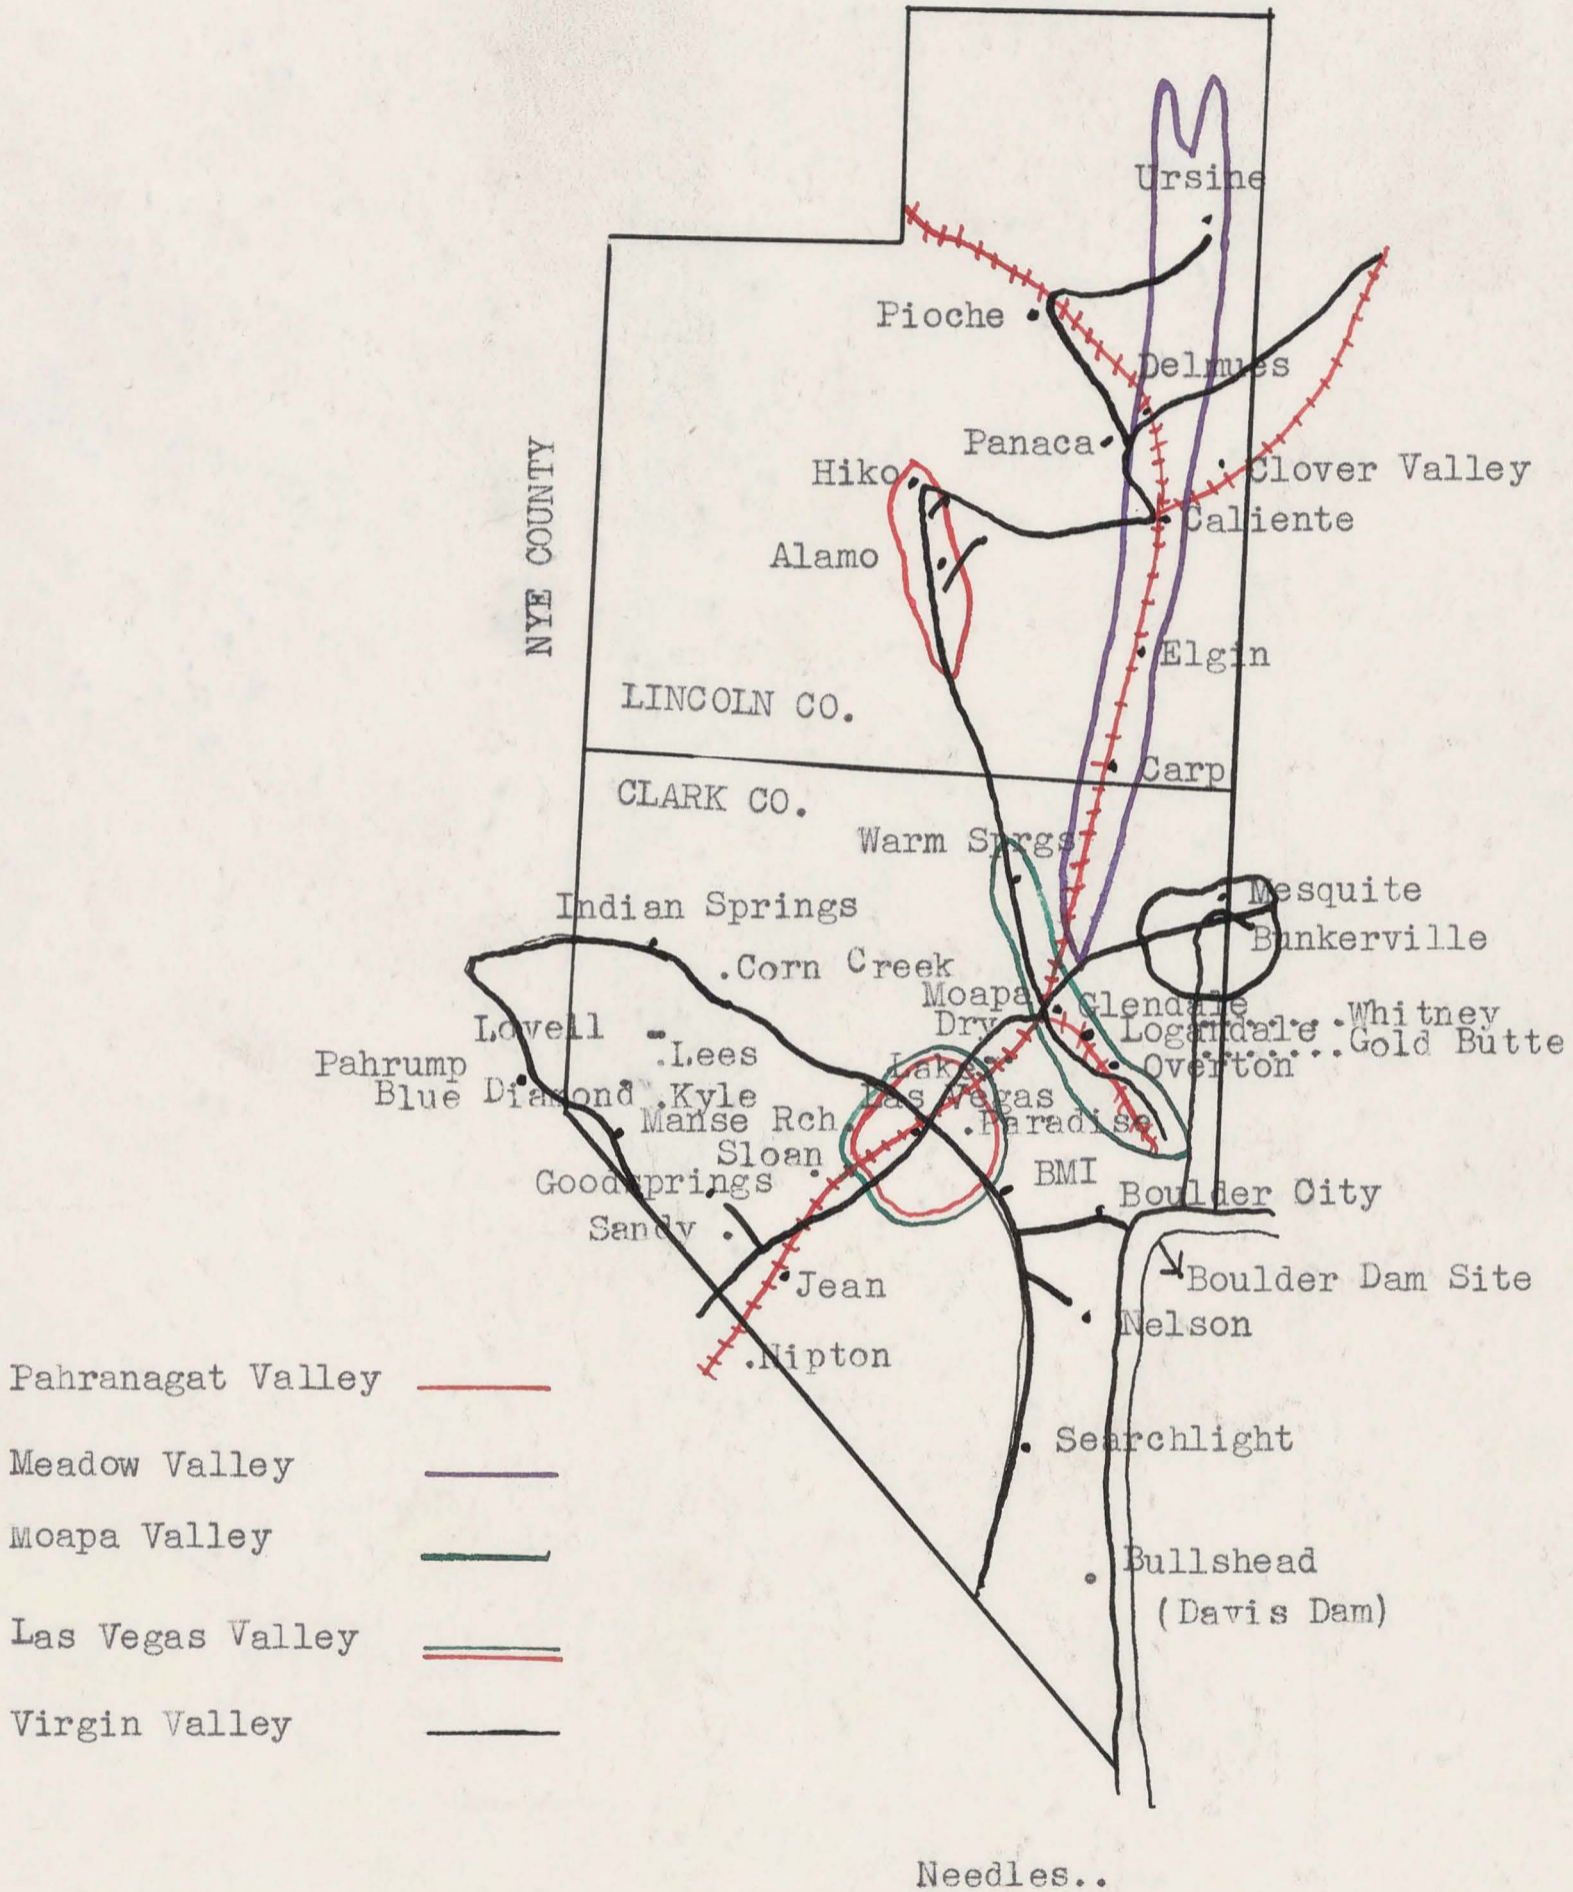 Ursine
Pioche
Delmues
Panaca
Hiko
Clover Valley
Caliente
Alamo
NYE COUNTY
Elgin
LINCOLN CO.
Carp
CLARK CO.
Warm Sprgs
Mesquite
Indian Springs
Bunkerville
.Corn Creek
Moapa
Glendale
Whitney
Dry
Lake
Logandale
Gold Butte
Lovell
.Lees
Overton
Pahrump
Blue Diamond
.Kyle
Las Vegas
Manse Rch.
.Paradise
Sloan
BMI
Goodsprings
Boulder City
Sandy
Jean
Boulder Dam Site
Nelson
.Nipton
Pahranagat Valley
Searchlight
Meadow Valley
Moapa Valley
Bullshead
(Davis Dam)
Las Vegas Valley
Virgin Valley
Needles..